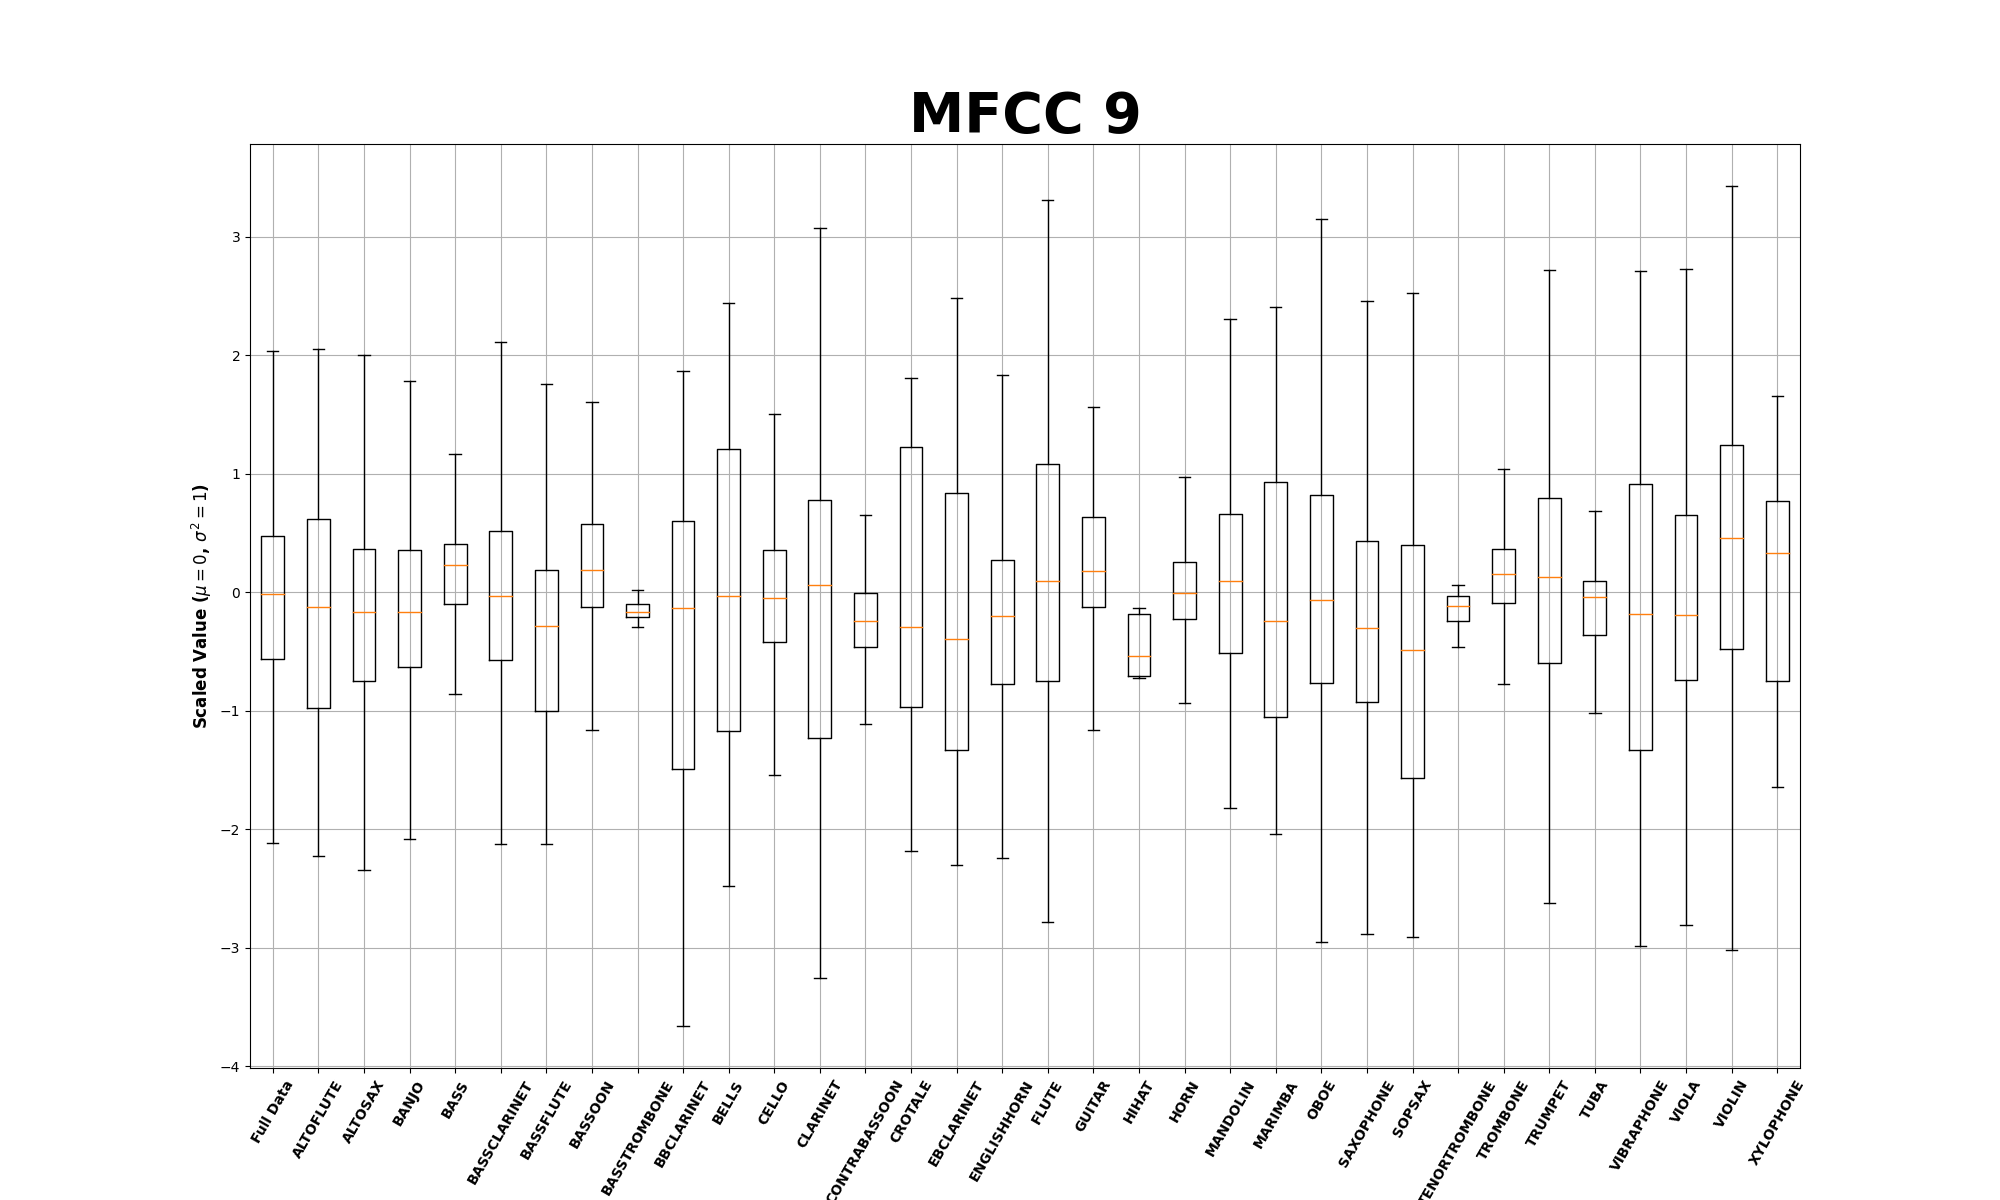 MFCC 9
Scaled Value (μ = 0, σ² = 1)
3
2
1
0
−1
−2
−3
−4
Full Data
ALTOFLUTE
ALTOSAX
BANJO
BASS
BASSCLARINET
BASSFLUTE
BASSOON
BASSTROMBONE
BBCLARINET
BELLS
CELLO
CLARINET
CONTRABASSOON
CROTALE
EBCLARINET
ENGLISHHORN
FLUTE
GUITAR
HIHAT
HORN
MANDOLIN
MARIMBA
OBOE
SAXOPHONE
SOPSAX
TENORTROMBONE
TROMBONE
TRUMPET
TUBA
VIBRAPHONE
VIOLA
VIOLIN
XYLOPHONE